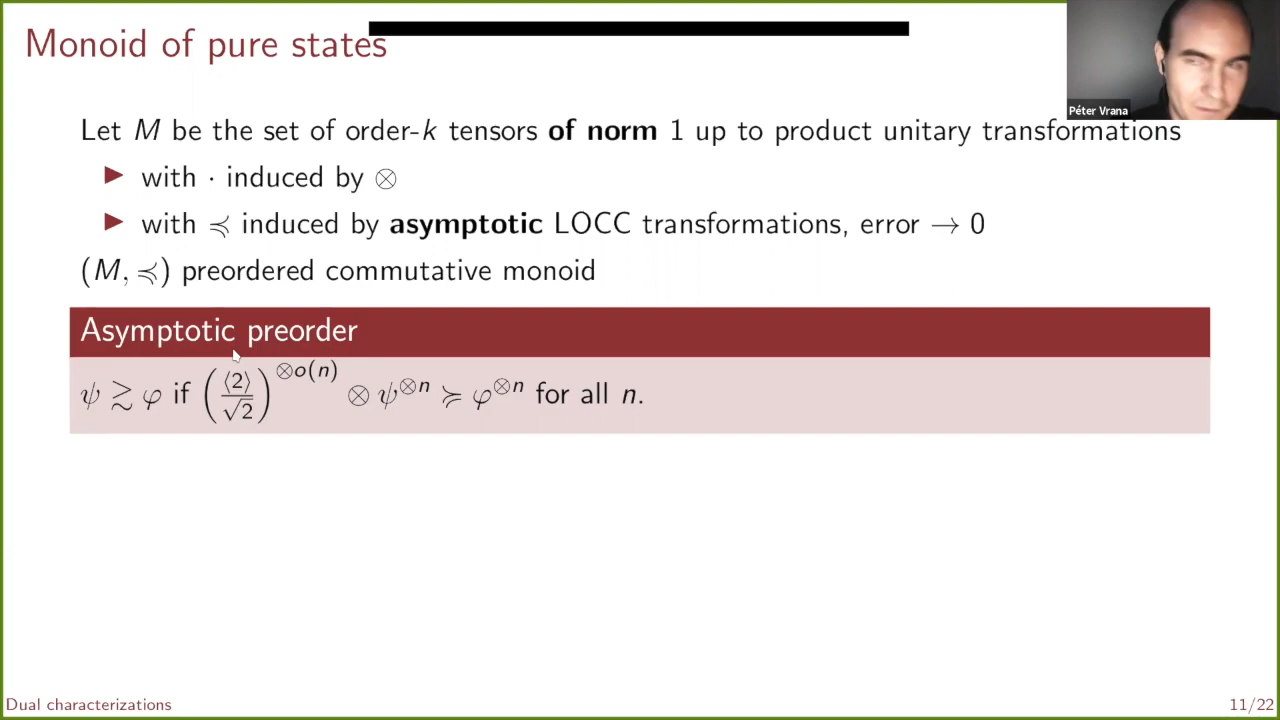 Monoid of pure states
Péter Vrana
Let M be the set of order-k tensors of norm 1 up to product unitary transformations
▶ with · induced by ⊗
▶ with ≼ induced by asymptotic LOCC transformations, error → 0
(M, ≼) preordered commutative monoid
Asymptotic preorder
ψ ≳ φ if (⟨2⟩/√2)^{⊗o(n)} ⊗ ψ^{⊗n} ≽ φ^{⊗n} for all n.
Dual characterizations
11/22